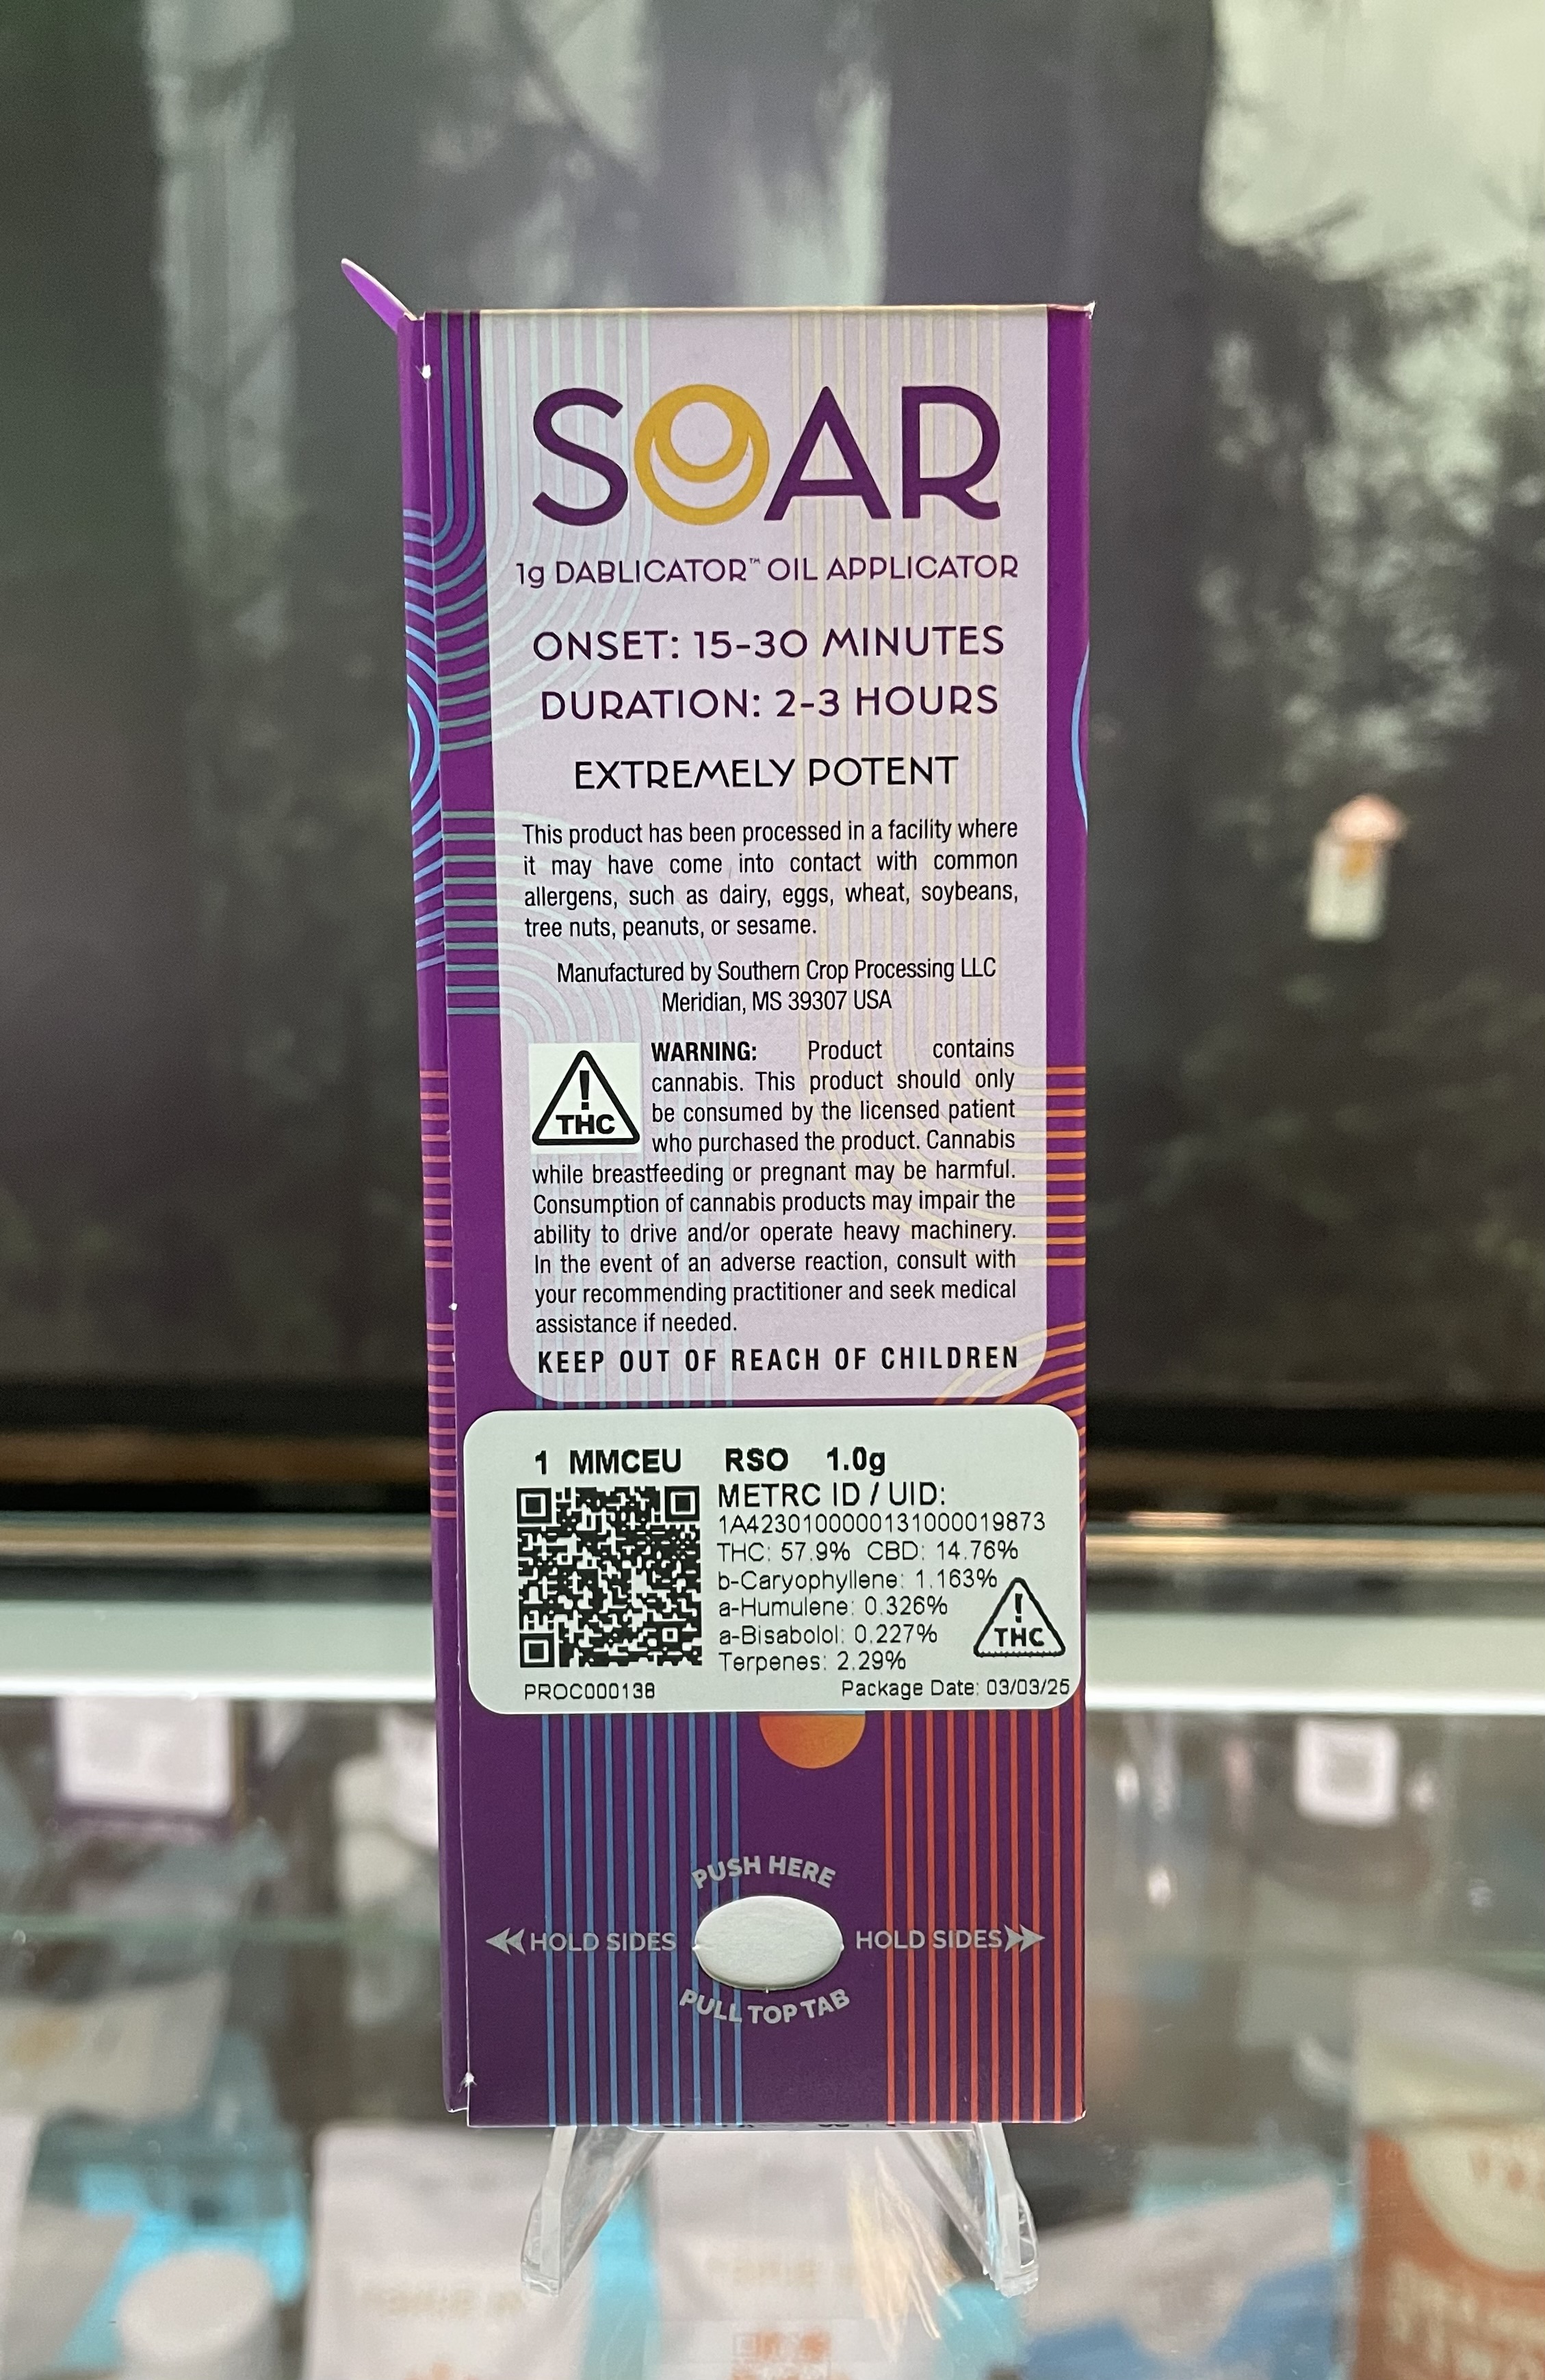 SOAR
1g DABLICATOR™ OIL APPLICATOR
ONSET: 15-30 MINUTES
DURATION: 2-3 HOURS
EXTREMELY POTENT
This product has been processed in a facility where
it may have come into contact with common
allergens, such as dairy, eggs, wheat, soybeans,
tree nuts, peanuts, or sesame.
Manufactured by Southern Crop Processing LLC
Meridian, MS 39307 USA
WARNING: Product contains
cannabis. This product should only
be consumed by the licensed patient
who purchased the product. Cannabis
! THC
while breastfeeding or pregnant may be harmful.
Consumption of cannabis products may impair the
ability to drive and/or operate heavy machinery.
In the event of an adverse reaction, consult with
your recommending practitioner and seek medical
assistance if needed.
KEEP OUT OF REACH OF CHILDREN
1 MMCEU RSO 1.0g
METRC ID / UID:
1A4230100000131000019873
THC: 57.9% CBD: 14.76%
b-Caryophyllene: 1.163%
a-Humulene: 0.326%
a-Bisabolol: 0.227%
! THC
Terpenes: 2.29%
PROC000138 Package Date: 03/03/25
PUSH HERE
HOLD SIDES HOLD SIDES
PULL TOP TAB